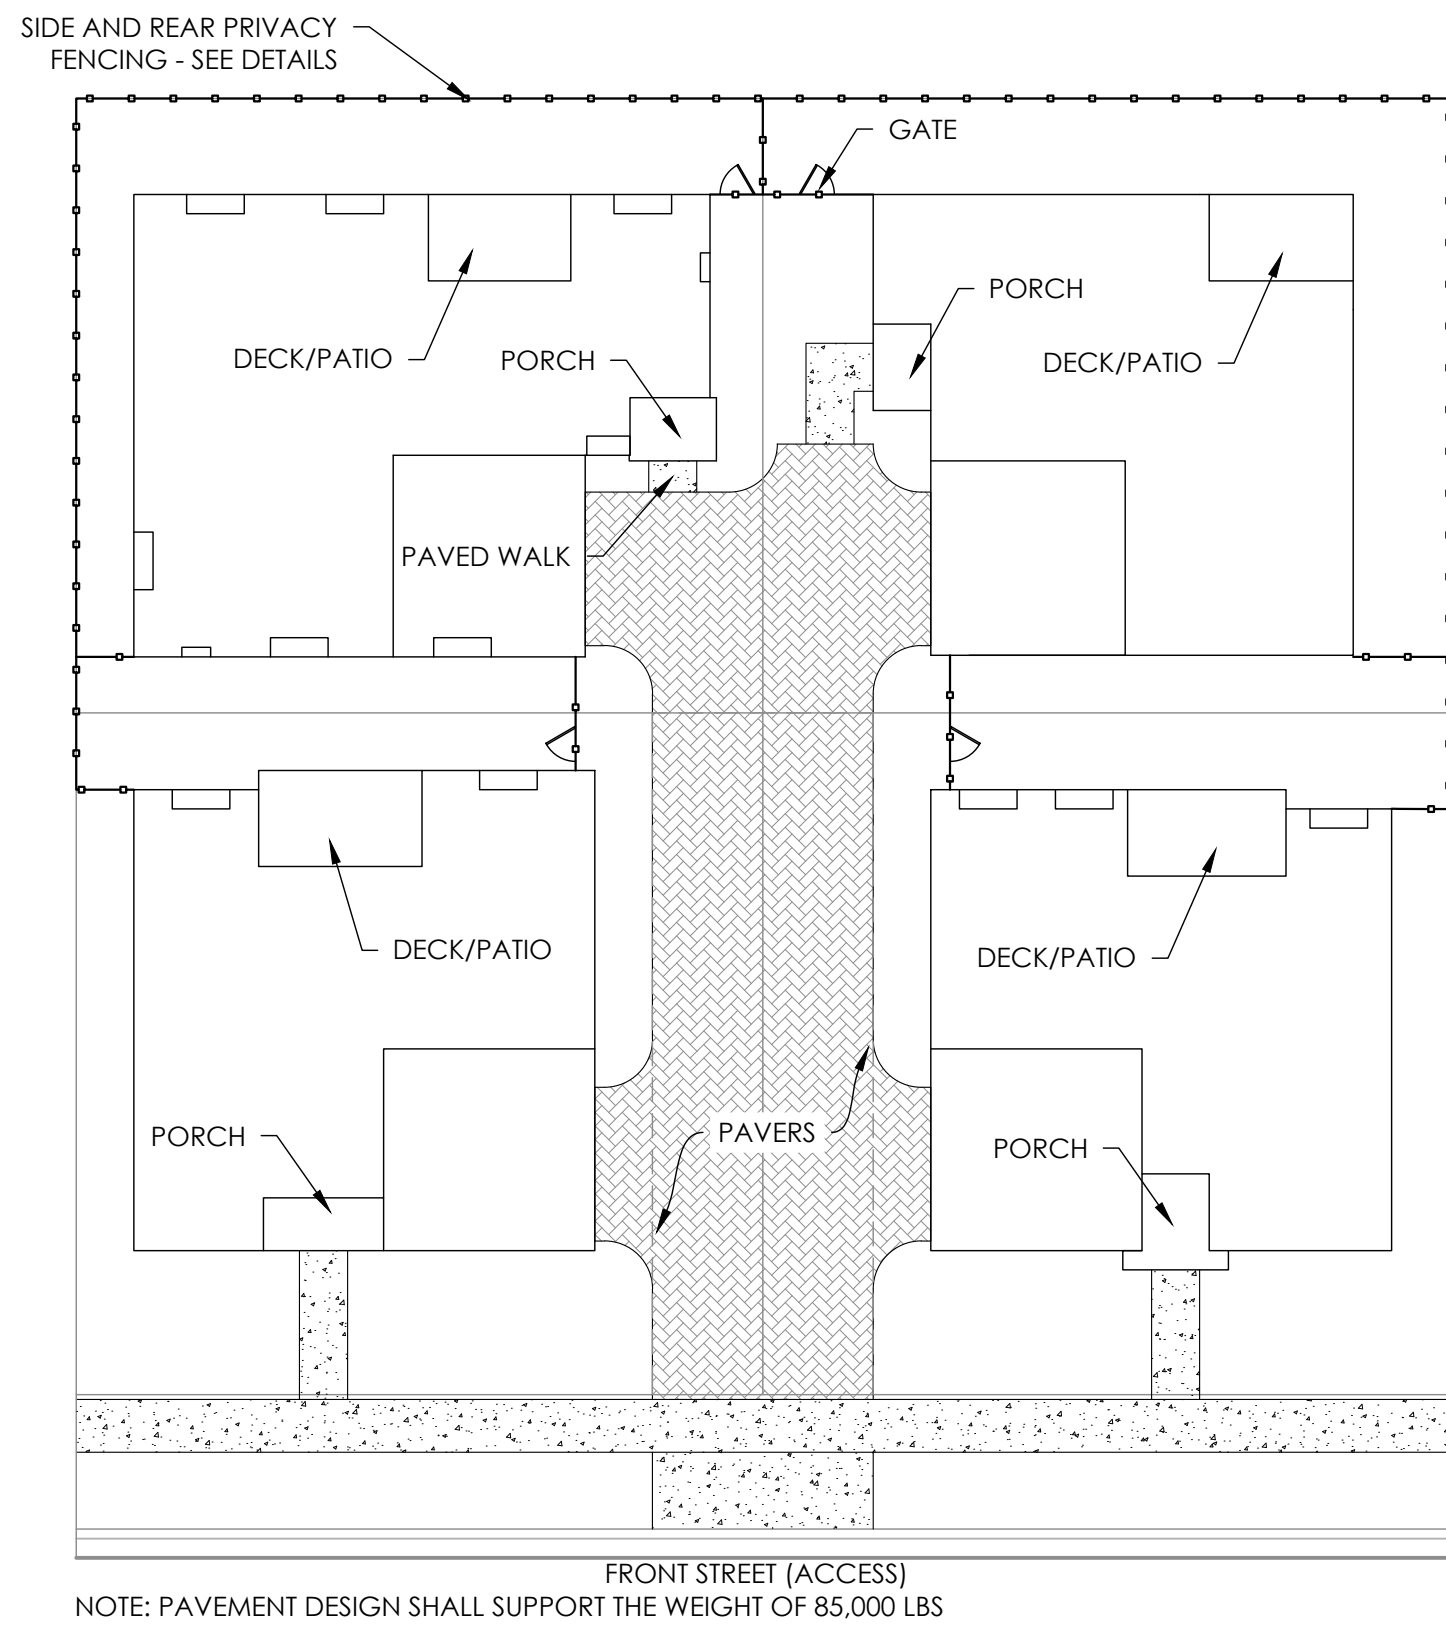 SIDE AND REAR PRIVACY
FENCING - SEE DETAILS
GATE
PORCH
DECK/PATIO
PORCH
DECK/PATIO
PAVED WALK
DECK/PATIO
DECK/PATIO
PAVERS
PORCH
PORCH
FRONT STREET (ACCESS)
NOTE: PAVEMENT DESIGN SHALL SUPPORT THE WEIGHT OF 85,000 LBS